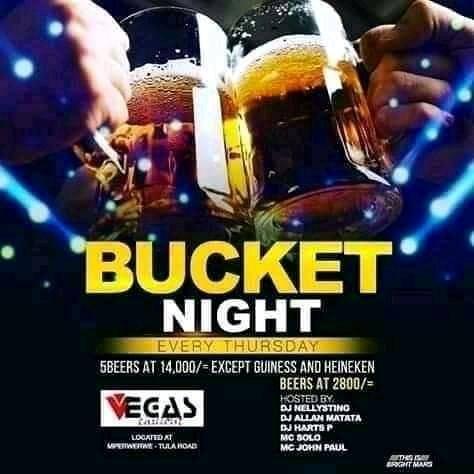 BUCKET
NIGHT
EVERY THURSDAY
5BEERS AT 14,000/= EXCEPT GUINESS AND HEINEKEN
BEERS AT 2800/=
VEGAS
LOCATED AT
MPERWERWE - TULA ROAD
HOSTED BY:
DJ NELLYSTING
DJ ALLAN MATATA
DJ HARTS P
MC SOLO
MC JOHN PAUL
////THIS IS////
BRIGHT MARS